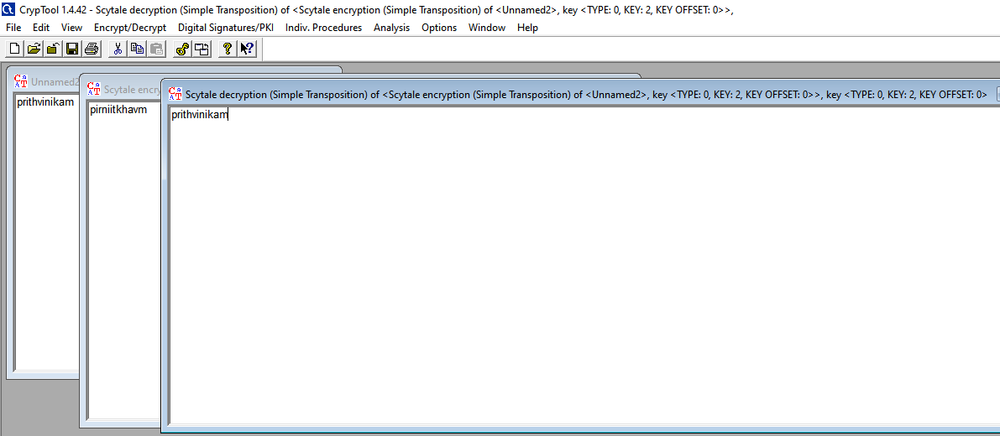 CrypTool 1.4.42 - Scytale decryption (Simple Transposition) of <Scytale encryption (Simple Transposition) of <Unnamed2>, key <TYPE: 0, KEY: 2, KEY OFFSET: 0>>,
File Edit View Encrypt/Decrypt Digital Signatures/PKI Indiv. Procedures Analysis Options Window Help
Unnamed2
prithvinikam
Scytale encry
pirniitkhavm
Scytale decryption (Simple Transposition) of <Scytale encryption (Simple Transposition) of <Unnamed2>, key <TYPE: 0, KEY: 2, KEY OFFSET: 0>>, key <TYPE: 0, KEY: 2, KEY OFFSET: 0>
prithvinikam